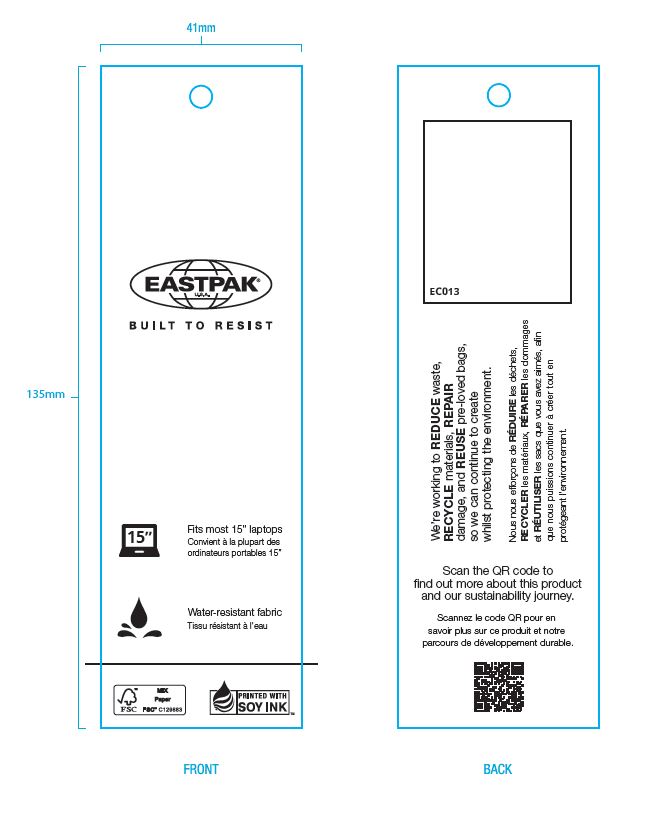 41mm
135mm
EASTPAK®
U.S.A.
BUILT TO RESIST
15"
Fits most 15" laptops
Convient à la plupart des
ordinateurs portables 15"
Water-resistant fabric
Tissu résistant à l'eau
FSC
MIX
Paper
FSC™ C129883
PRINTED WITH
SOY INK™
FRONT
EC013
We're working to REDUCE waste,
RECYCLE materials, REPAIR
damage, and REUSE pre-loved bags,
so we can continue to create
whilst protecting the environment.
Nous nous efforçons de RÉDUIRE les déchets,
RECYCLER les matériaux, RÉPARER les dommages
et RÉUTILISER les sacs que vous avez aimés, afin
que nous puissions continuer à créer tout en
protégeant l'environnement.
Scan the QR code to
find out more about this product
and our sustainability journey.
Scannez le code QR pour en
savoir plus sur ce produit et notre
parcours de développement durable.
BACK